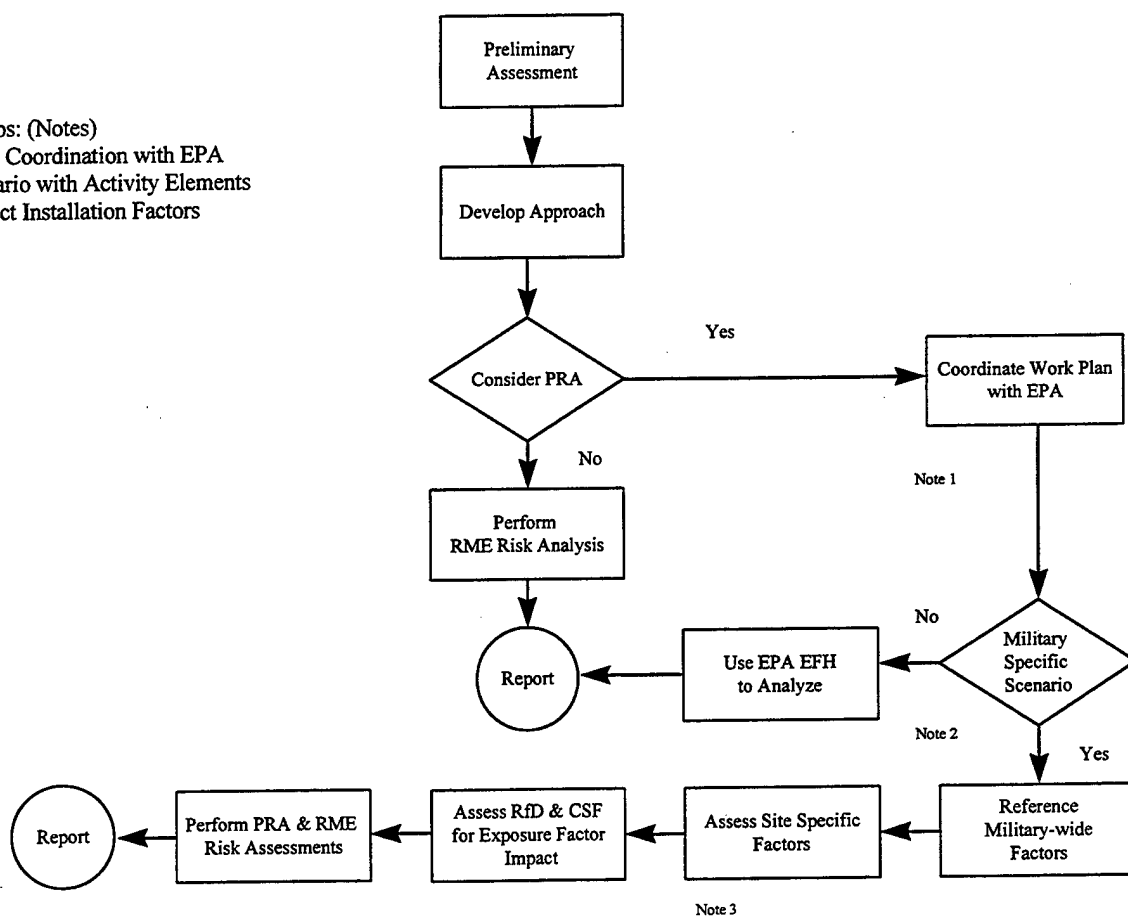 Preliminary
Assessment
(Notes)
Coordination with EPA
with Activity Elements
Installation Factors
Develop Approach
Yes
Consider PRA
Coordinate Work Plan
with EPA
No
Note 1
Perform
RME Risk Analysis
No
Military
Specific
Scenario
Use EPA EFH
to Analyze
Report
Note 2
Yes
Report
Perform PRA & RME
Risk Assessments
Assess RfD & CSF
for Exposure Factor
Impact
Assess Site Specific
Factors
Reference
Military-wide
Factors
Note 3